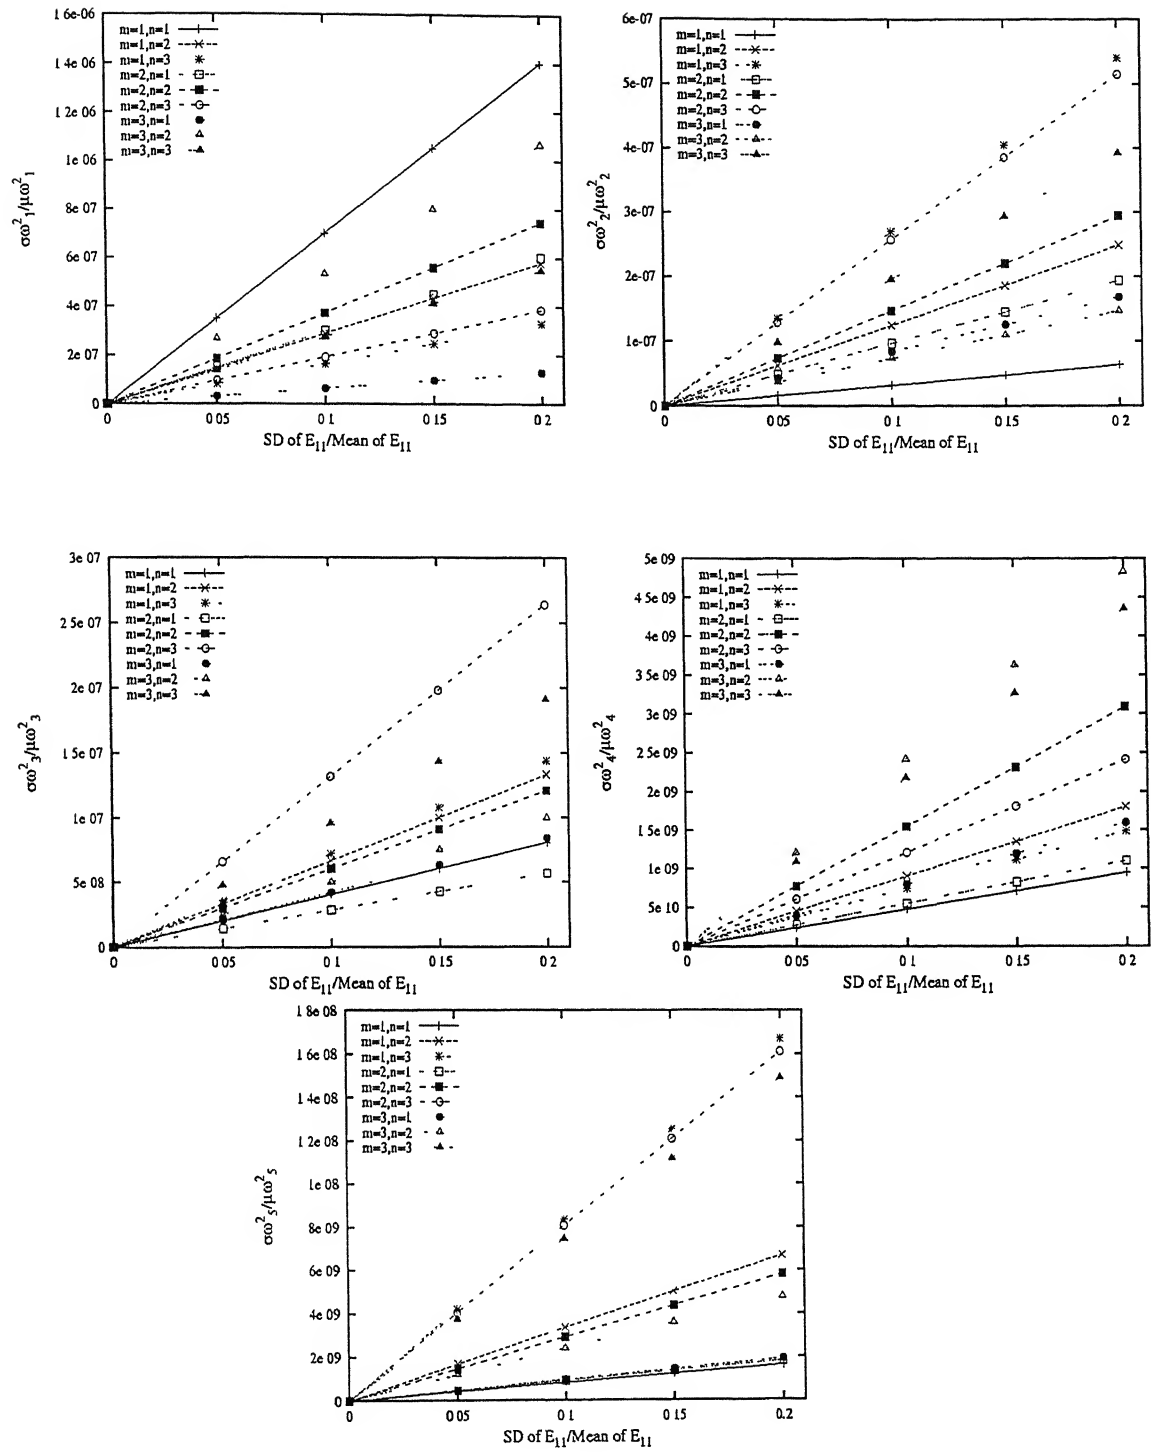 1 6e-06
1 4e 06
1 2e 06
1e 06
8e 07
6e 07
4e 07
2e 07
0
m=1,n=1
m=1,n=2
m=1,n=3
m=2,n=1
m=2,n=2
m=2,n=3
m=3,n=1
m=3,n=2
m=3,n=3
σω²₁/μω²₁
0 0 05 0 1 0 15 0 2
SD of E₁₁/Mean of E₁₁
6e-07
5e-07
4e-07
3e-07
2e-07
1e-07
0
m=1,n=1
m=1,n=2
m=1,n=3
m=2,n=1
m=2,n=2
m=2,n=3
m=3,n=1
m=3,n=2
m=3,n=3
σω²₂/μω²₂
0 0 05 0 1 0 15 0 2
SD of E₁₁/Mean of E₁₁
3e 07
2 5e 07
2e 07
1 5e 07
1e 07
5e 08
0
m=1,n=1
m=1,n=2
m=1,n=3
m=2,n=1
m=2,n=2
m=2,n=3
m=3,n=1
m=3,n=2
m=3,n=3
σω²₃/μω²₃
0 0 05 0 1 0 15 0 2
SD of E₁₁/Mean of E₁₁
5e 09
4 5e 09
4e 09
3 5e 09
3e 09
2 5e 09
2e 09
1 5e 09
1e 09
5e 10
0
m=1,n=1
m=1,n=2
m=1,n=3
m=2,n=1
m=2,n=2
m=2,n=3
m=3,n=1
m=3,n=2
m=3,n=3
σω²₄/μω²₄
0 0 05 0 1 0 15 0 2
SD of E₁₁/Mean of E₁₁
1 8e 08
1 6e 08
1 4e 08
1 2e 08
1e 08
8e 09
6e 09
4e 09
2e 09
0
m=1,n=1
m=1,n=2
m=1,n=3
m=2,n=1
m=2,n=2
m=2,n=3
m=3,n=1
m=3,n=2
m=3,n=3
σω²₅/μω²₅
0 0 05 0 1 0 15 0 2
SD of E₁₁/Mean of E₁₁